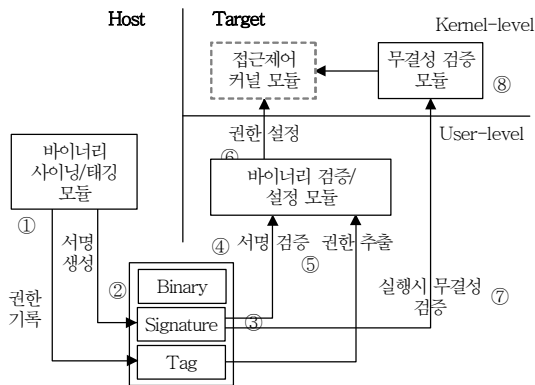 Host
Target
Kernel-level
접근제어
커널 모듈
무결성 검증
모듈
⑧
User-level
권한 설정
⑥
바이너리
사이닝/태깅
모듈
바이너리 검증/
설정 모듈
①
서명
생성
④ 서명 검증
권한 추출
⑤
②
권한
기록
Binary
Signature
③
Tag
실행시 무결성
검증
⑦